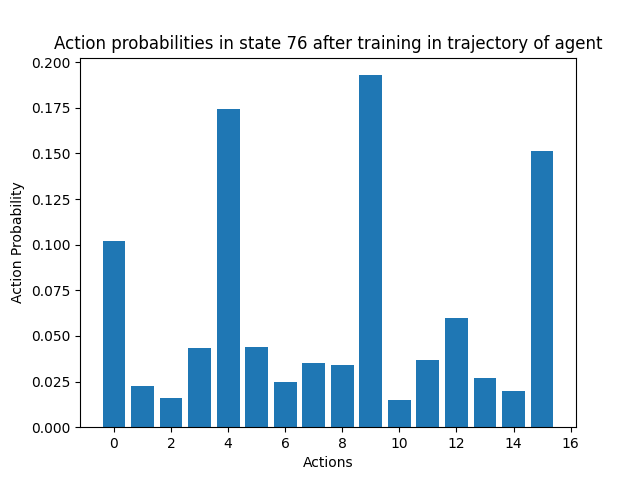 Action probabilities in state 76 after training in trajectory of agent
0.200
0.175
0.150
0.125
0.100
0.075
0.050
0.025
0.000
Action Probability
0 2 4 6 8 10 12 14 16
Actions